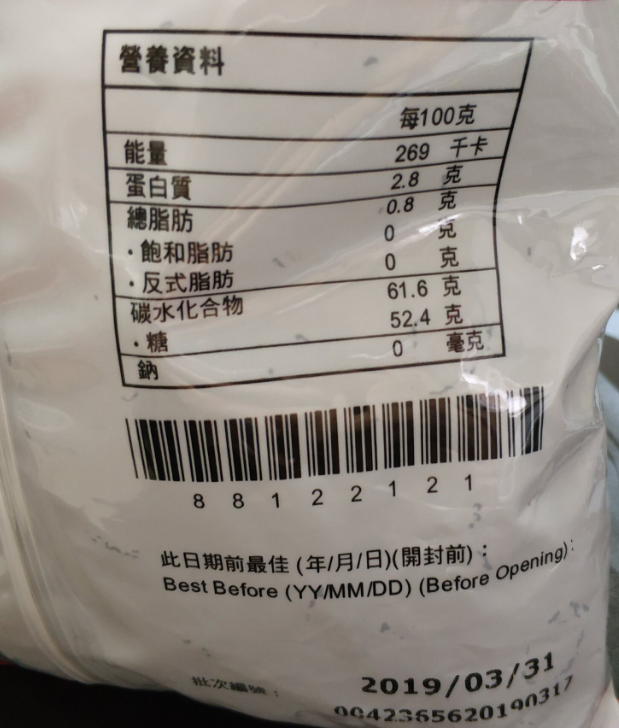 營養資料
每100克
能量 269 千卡
蛋白質 2.8 克
總脂肪 0.8 克
·飽和脂肪 0 克
·反式脂肪 0 克
碳水化合物 61.6 克
·糖 52.4 克
鈉 0 毫克
8 8 1 2 2 1 2 1
此日期前最佳 (年/月/日)(開封前)：
Best Before (YY/MM/DD) (Before Opening)：
2019/03/31
批次編號：
0042365620190317